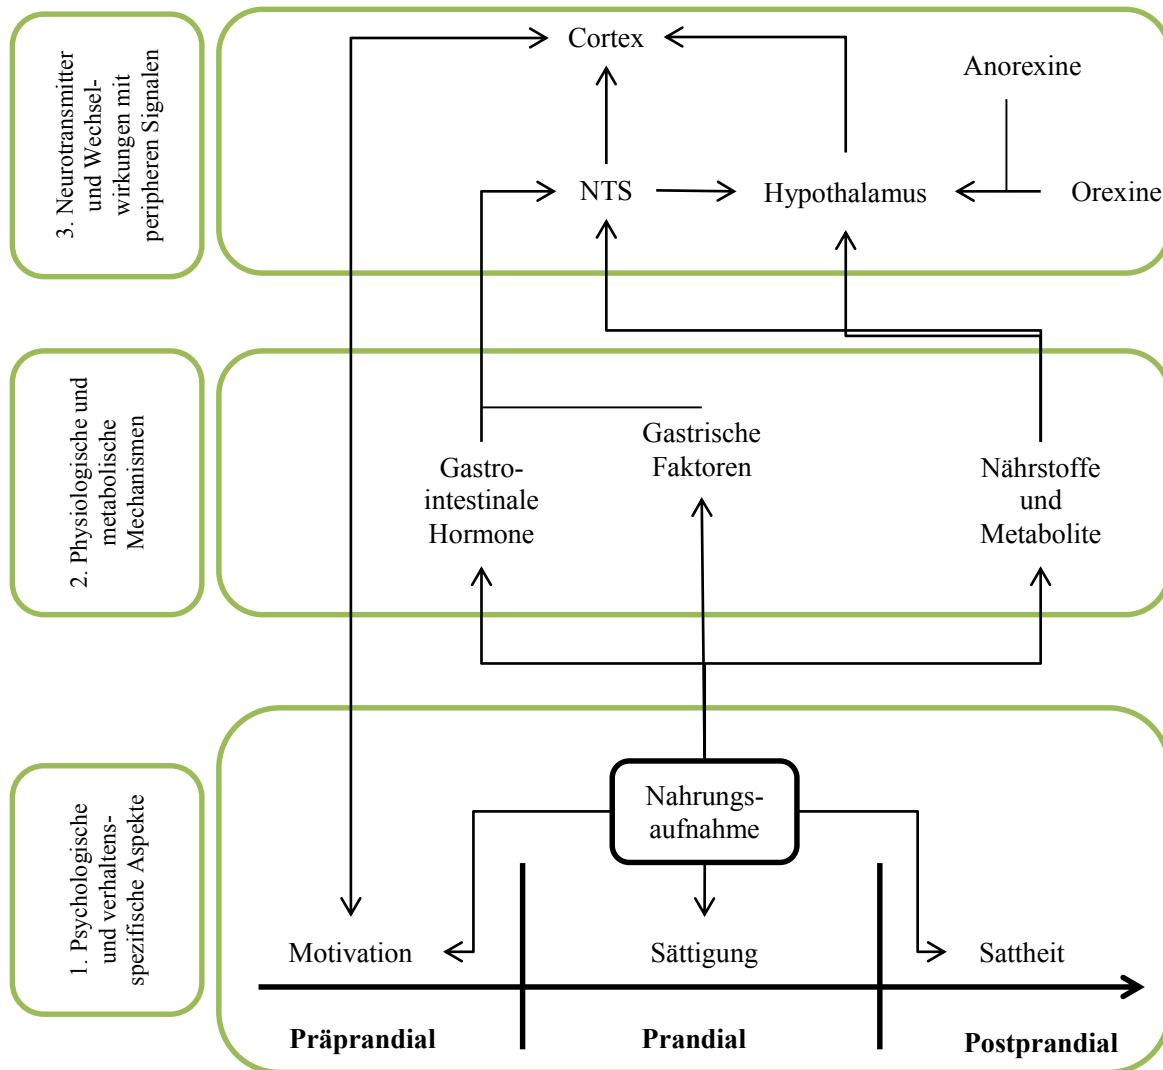 3. Neurotransmitter
und Wechsel-
wirkungen mit
peripheren Signalen
Cortex
Anorexine
NTS
Hypothalamus
Orexine
2. Physiologische und
metabolische
Mechanismen
Gastro-
intestinale
Hormone
Gastrische
Faktoren
Nährstoffe
und
Metabolite
1. Psychologische
und verhaltens-
spezifische Aspekte
Nahrungs-
aufnahme
Motivation
Sättigung
Sattheit
Präprandial
Prandial
Postprandial